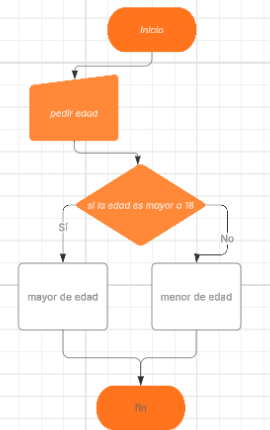 Inicio
pedir edad
si la edad es mayor a 18
Sí
No
mayor de edad
menor de edad
fin